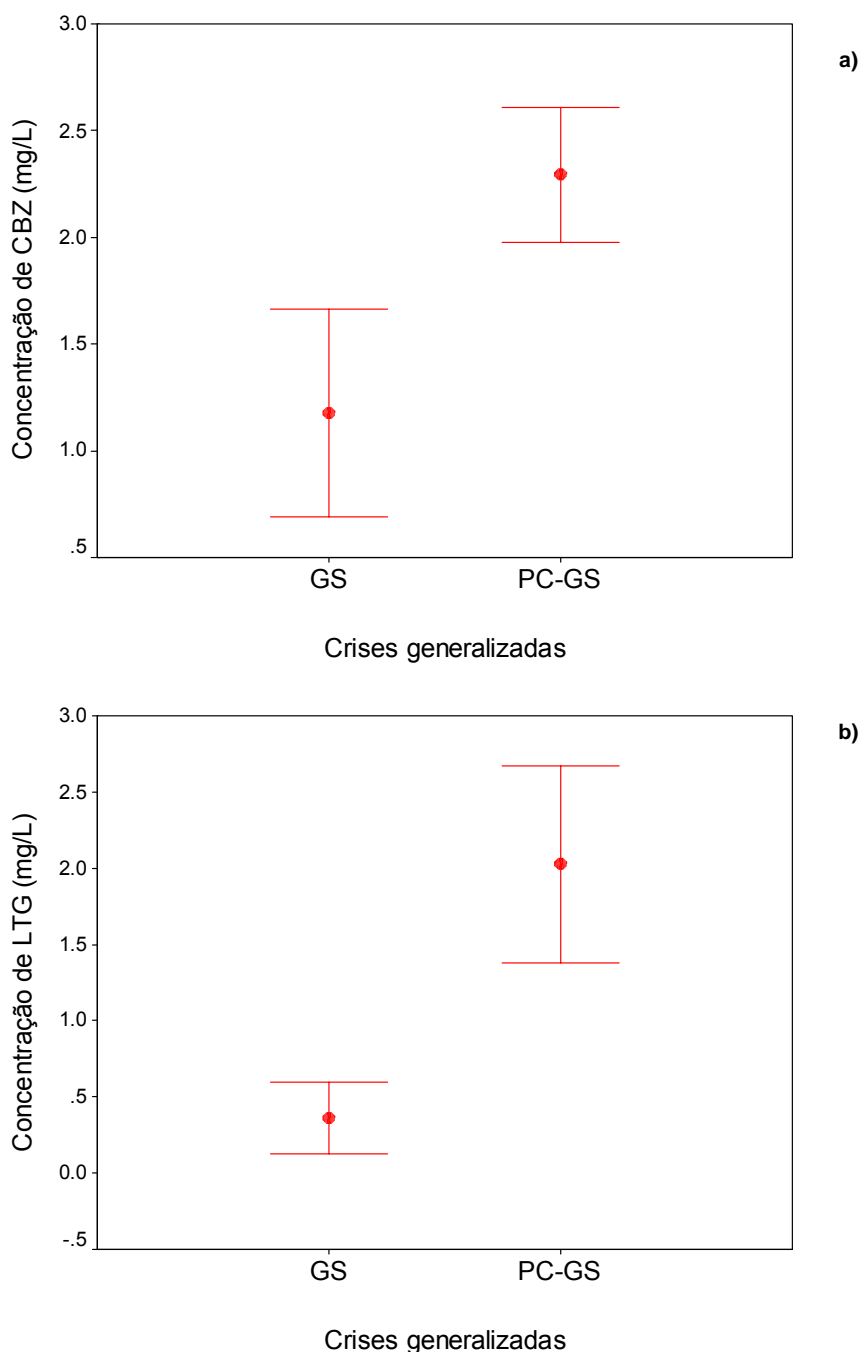 3.0
a)
2.5
2.0
1.5
1.0
.5
Concentração de CBZ (mg/L)
GS PC-GS
Crises generalizadas
3.0
b)
2.5
2.0
1.5
1.0
.5
0.0
-.5
Concentração de LTG (mg/L)
GS PC-GS
Crises generalizadas